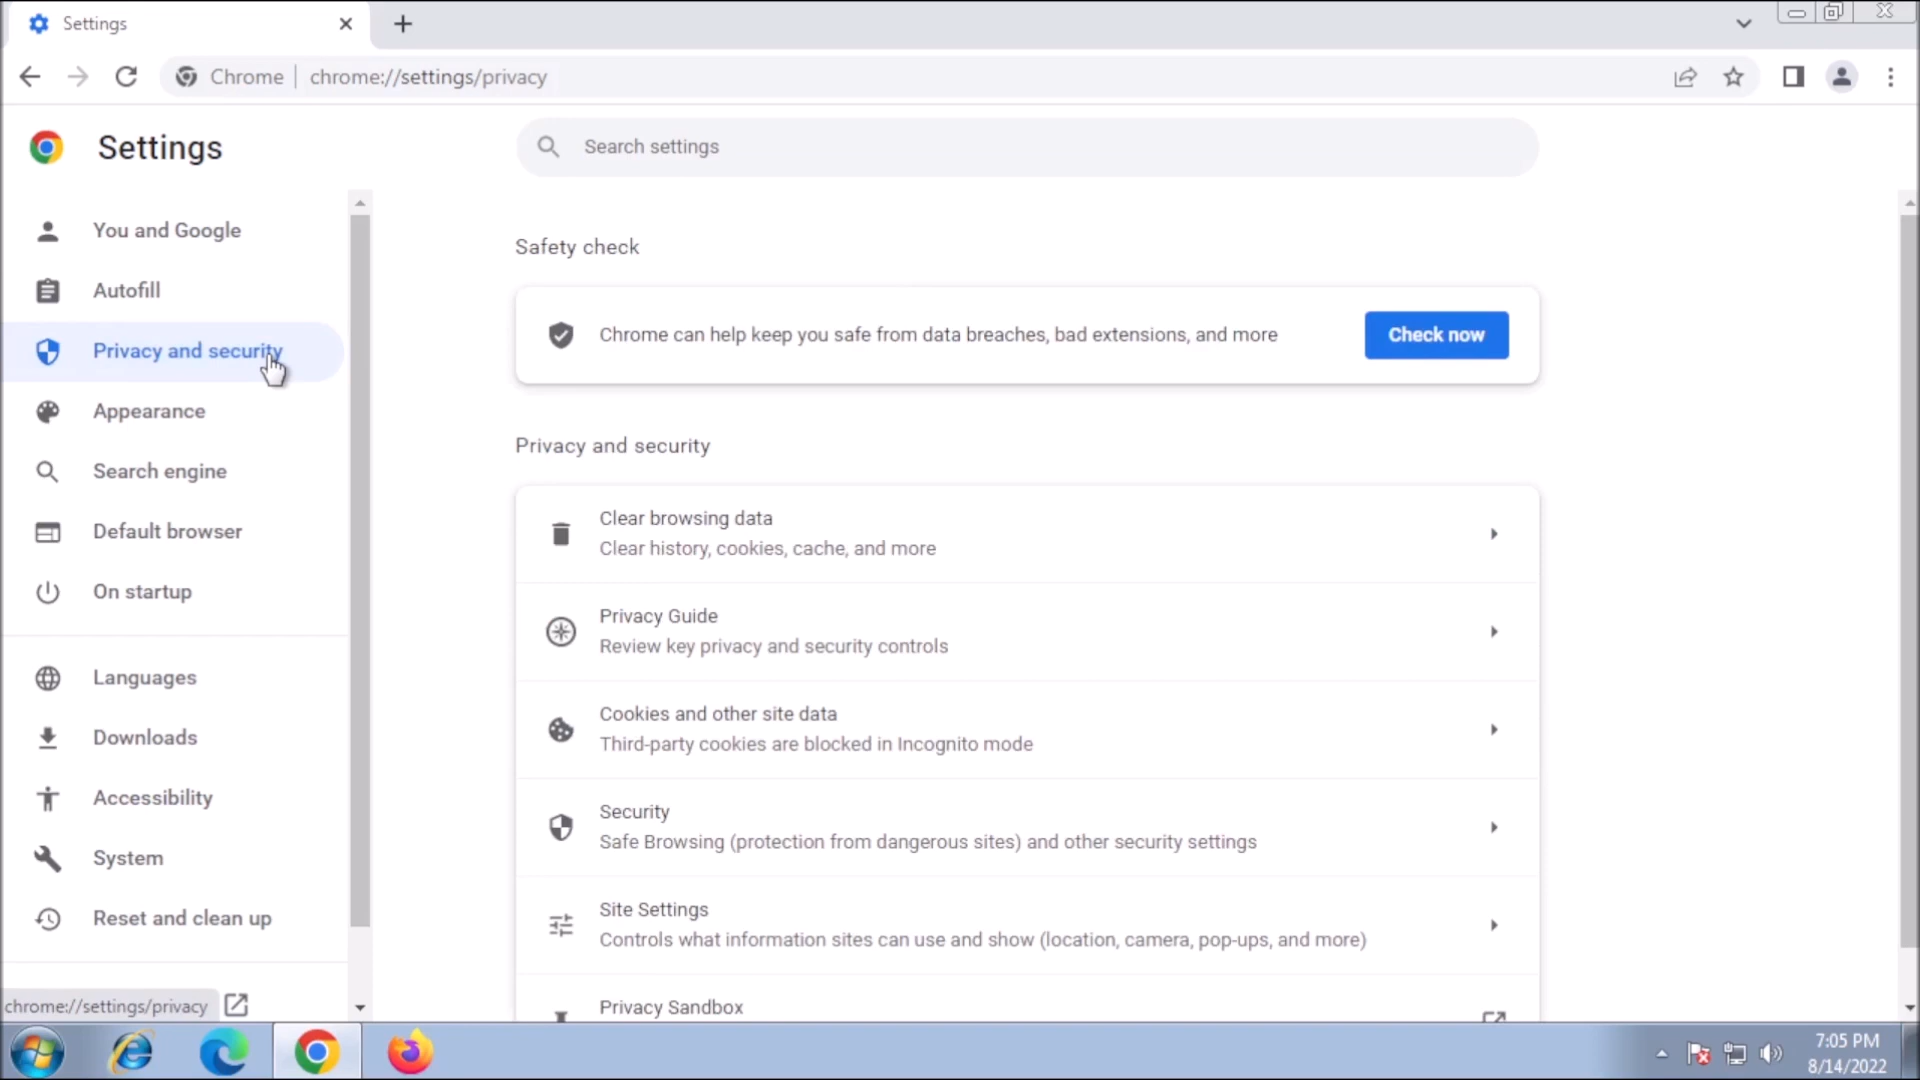 Settings
Chrome
chrome://settings/privacy
Settings
Search settings
You and Google
Autofill
Privacy and security
Appearance
Search engine
Default browser
On startup
Languages
Downloads
Accessibility
System
Reset and clean up
chrome://settings/privacy
Safety check
Chrome can help keep you safe from data breaches, bad extensions, and more
Check now
Privacy and security
Clear browsing data
Clear history, cookies, cache, and more
Privacy Guide
Review key privacy and security controls
Cookies and other site data
Third-party cookies are blocked in Incognito mode
Security
Safe Browsing (protection from dangerous sites) and other security settings
Site Settings
Controls what information sites can use and show (location, camera, pop-ups, and more)
Privacy Sandbox
7:05 PM
8/14/2022